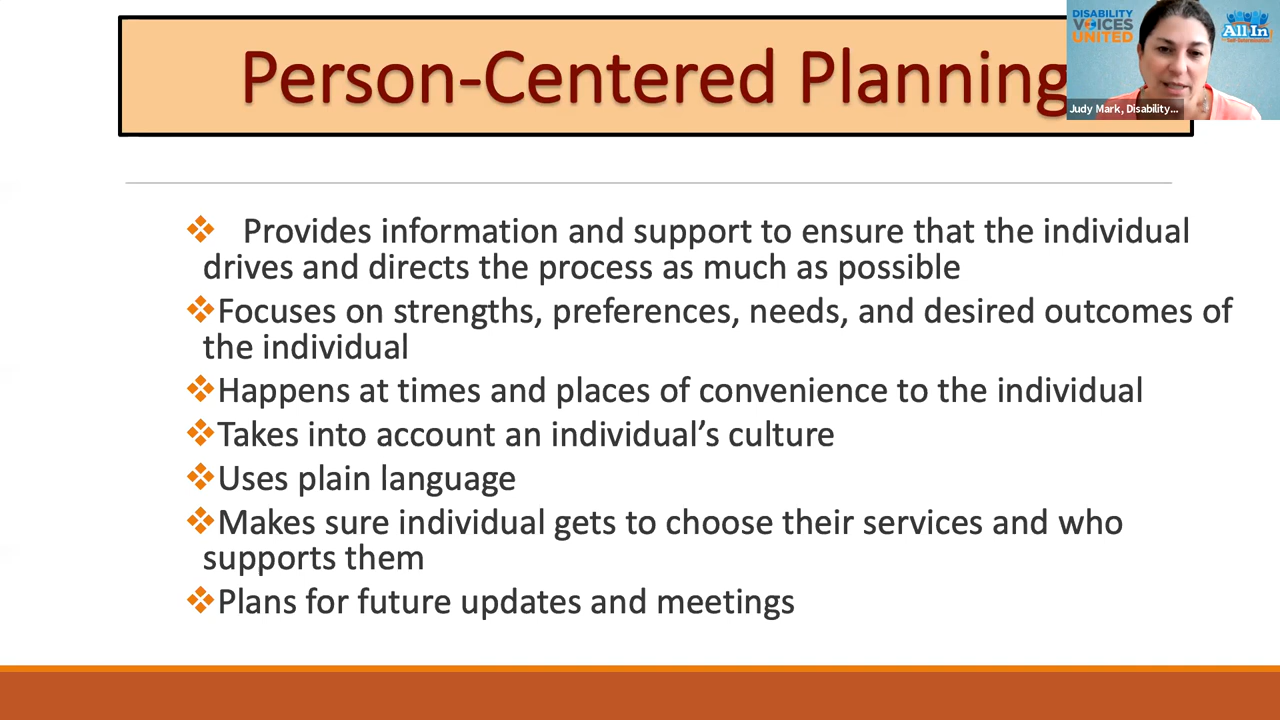 Person-Centered Planning
DISABILITY
VOICES
UNITED
All In
Judy Mark, Disability...
Provides information and support to ensure that the individual
drives and directs the process as much as possible
Focuses on strengths, preferences, needs, and desired outcomes of
the individual
Happens at times and places of convenience to the individual
Takes into account an individual’s culture
Uses plain language
Makes sure individual gets to choose their services and who
supports them
Plans for future updates and meetings